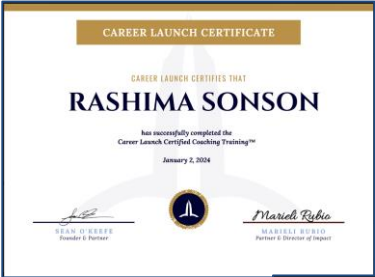 CAREER LAUNCH CERTIFICATE
CAREER LAUNCH CERTIFIES THAT
RASHIMA SONSON
has successfully completed the
Career Launch Certified Coaching Training™
January 2, 2024
Marieli Rubio
SEAN O'KEEFE
Founder & Partner
MARIELI RUBIO
Partner & Director of Impact